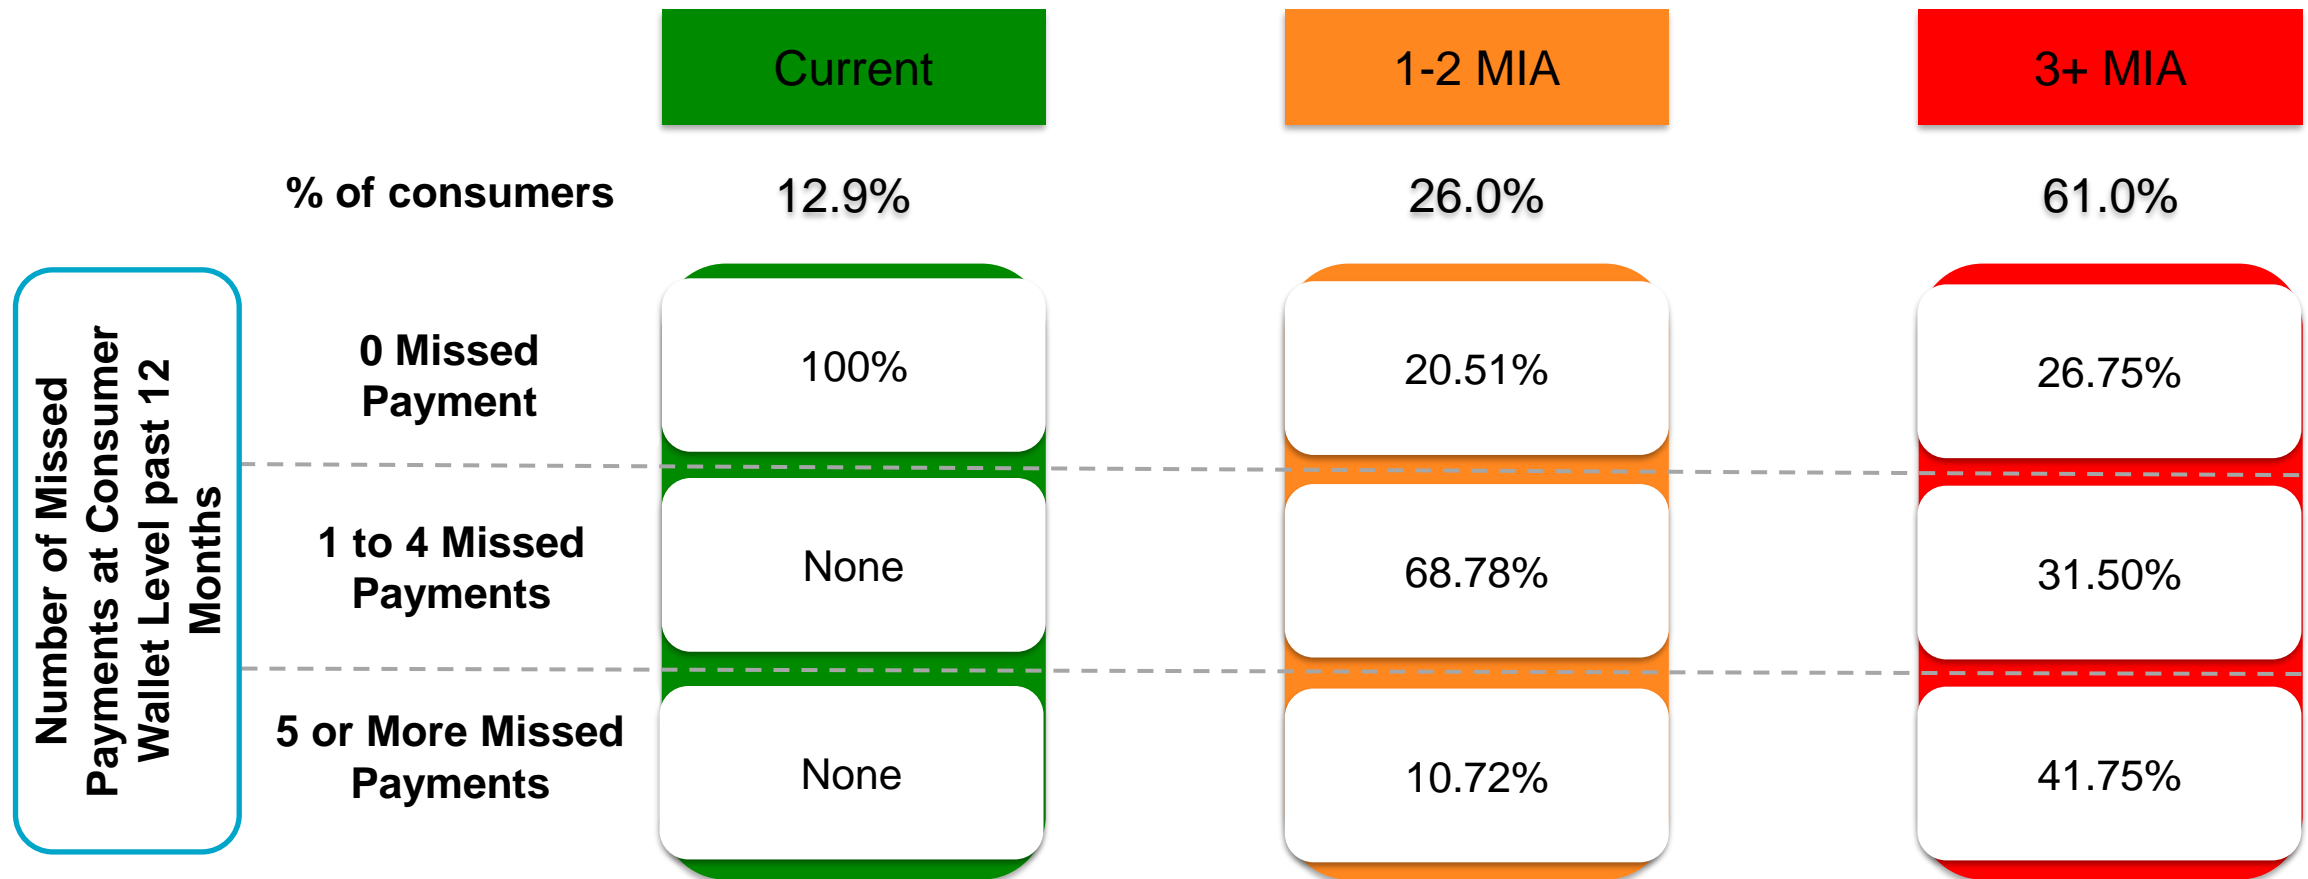 Current
1-2 MIA
3+ MIA
% of consumers
12.9%
26.0%
61.0%
Number of Missed
Payments at Consumer
Wallet Level past 12
Months
0 Missed
Payment
100%
20.51%
26.75%
1 to 4 Missed
Payments
None
68.78%
31.50%
5 or More Missed
Payments
None
10.72%
41.75%